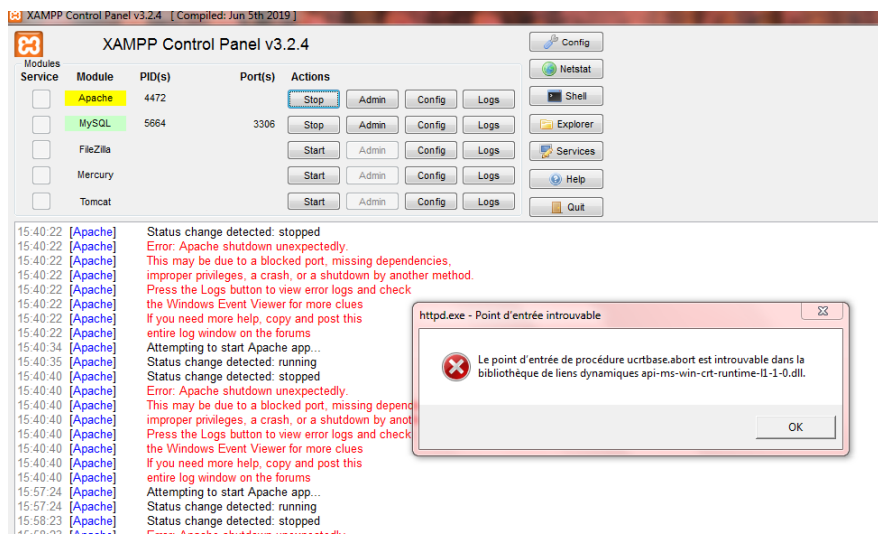 XAMPP Control Panel v3.2.4 [ Compiled: Jun 5th 2019 ]
XAMPP Control Panel v3.2.4
Config
Modules
Netstat
Service Module PID(s) Port(s) Actions
Apache 4472 Stop Admin Config Logs
Shell
MySQL 5664 3306 Stop Admin Config Logs
Explorer
FileZilla Start Admin Config Logs
Services
Mercury Start Admin Config Logs
Help
Tomcat Start Admin Config Logs
Quit
15:40:22 [Apache] Status change detected: stopped
15:40:22 [Apache] Error: Apache shutdown unexpectedly.
15:40:22 [Apache] This may be due to a blocked port, missing dependencies,
15:40:22 [Apache] improper privileges, a crash, or a shutdown by another method.
15:40:22 [Apache] Press the Logs button to view error logs and check
15:40:22 [Apache] the Windows Event Viewer for more clues
15:40:22 [Apache] If you need more help, copy and post this
15:40:22 [Apache] entire log window on the forums
15:40:34 [Apache] Attempting to start Apache app...
15:40:35 [Apache] Status change detected: running
15:40:40 [Apache] Status change detected: stopped
15:40:40 [Apache] Error: Apache shutdown unexpectedly.
15:40:40 [Apache] This may be due to a blocked port, missing depend
15:40:40 [Apache] improper privileges, a crash, or a shutdown by anot
15:40:40 [Apache] Press the Logs button to view error logs and check
15:40:40 [Apache] the Windows Event Viewer for more clues
15:40:40 [Apache] If you need more help, copy and post this
15:40:40 [Apache] entire log window on the forums
15:57:24 [Apache] Attempting to start Apache app...
15:57:24 [Apache] Status change detected: running
15:58:23 [Apache] Status change detected: stopped
15:58:23 [Apache] Error: Apache shutdown unexpectedly.
httpd.exe - Point d'entrée introuvable
Le point d'entrée de procédure ucrtbase.abort est introuvable dans la
bibliothèque de liens dynamiques api-ms-win-crt-runtime-l1-1-0.dll.
OK